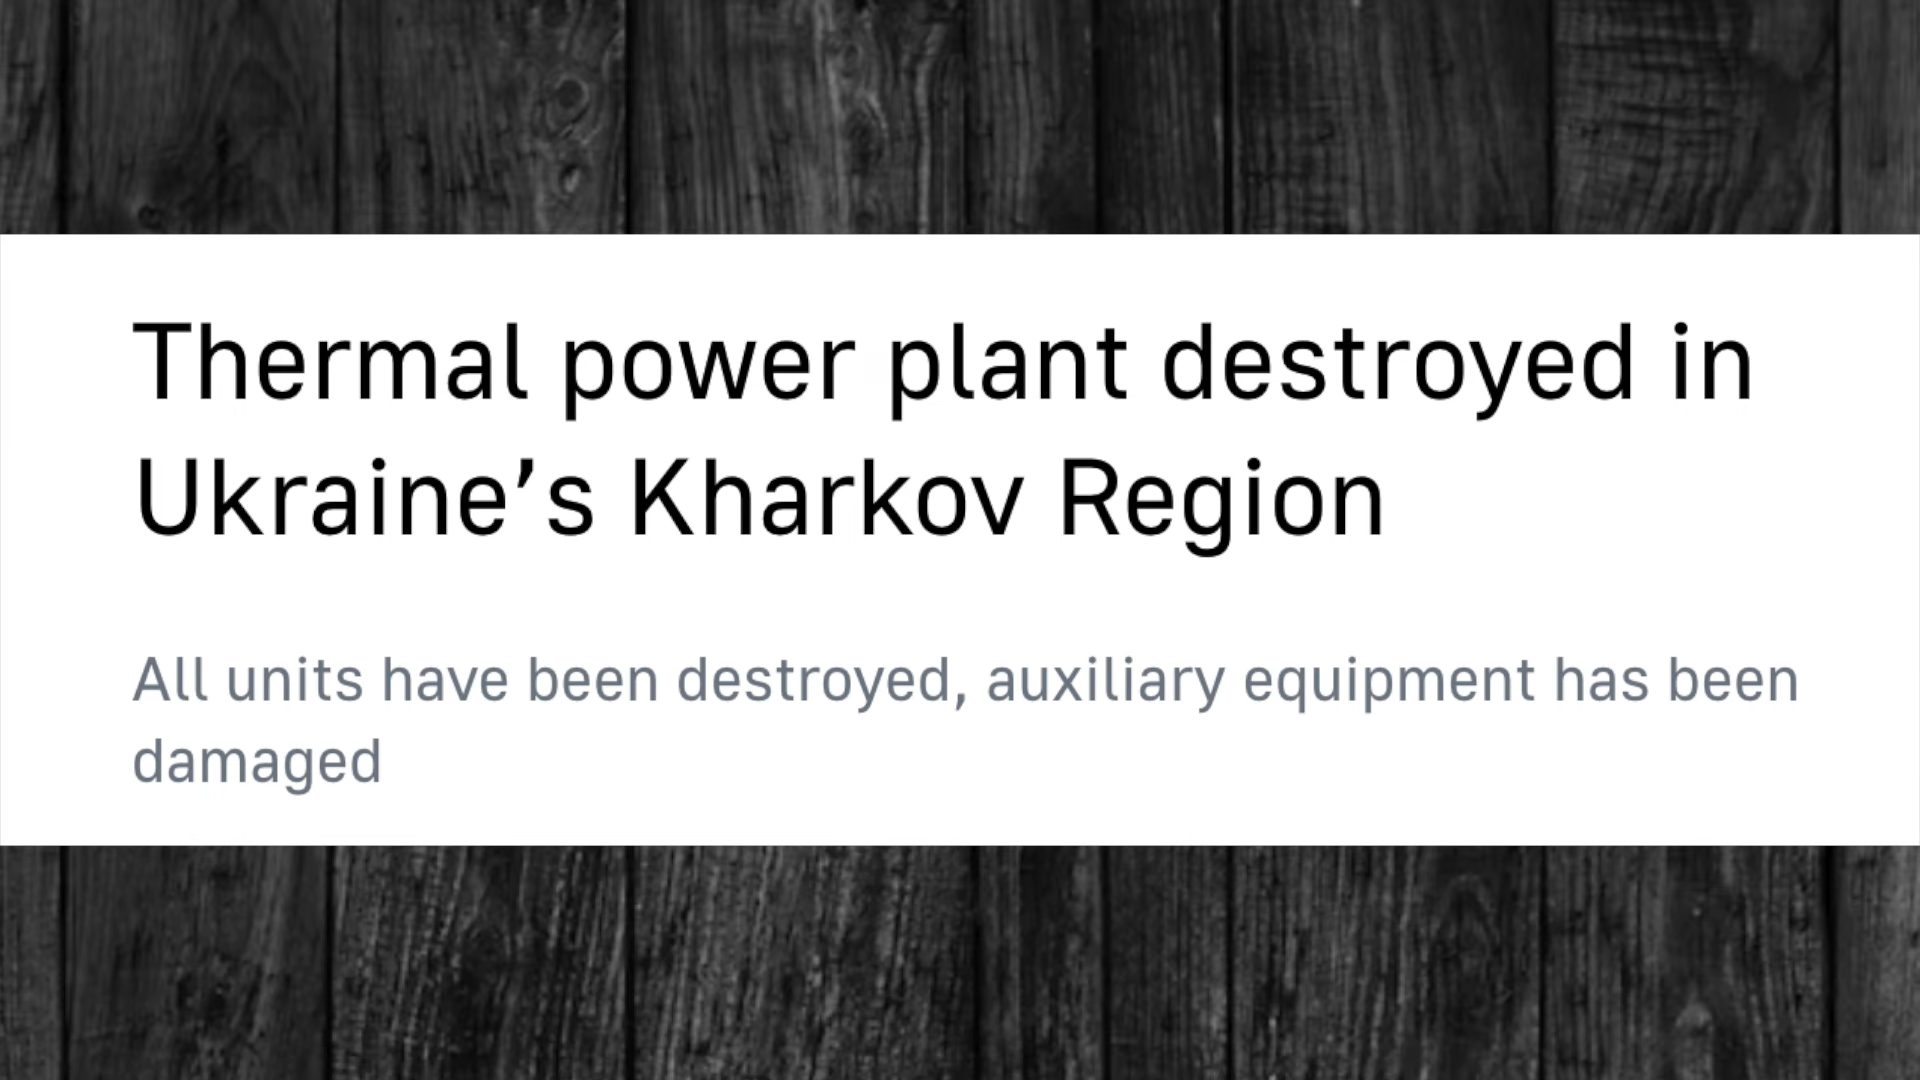 Thermal power plant destroyed in
Ukraine’s Kharkov Region
All units have been destroyed, auxiliary equipment has been
damaged